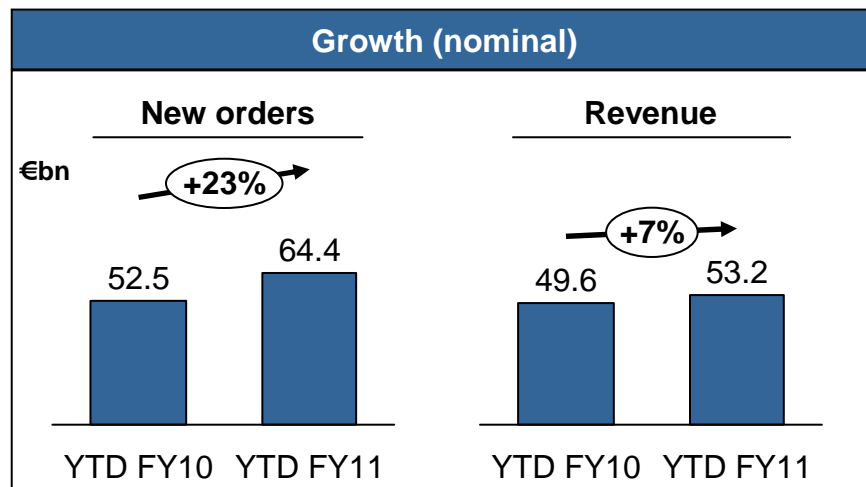 Growth (nominal)
New orders
Revenue
€bn
+23%
+7%
52.5
64.4
49.6
53.2
YTD FY10
YTD FY11
YTD FY10
YTD FY11